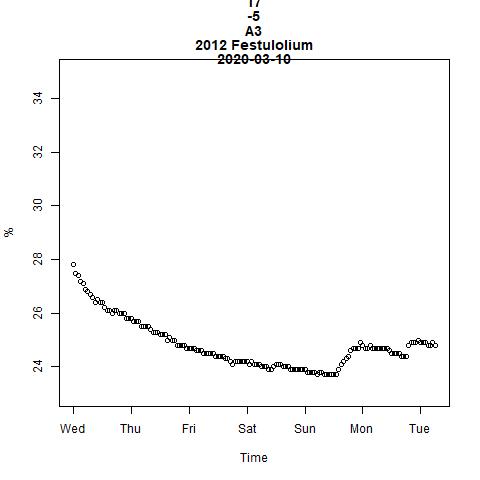 17
-5
A3
2012 Festulolium
2020-03-10
34
32
30
28
26
24
%
Wed Thu Fri Sat Sun Mon Tue
Time